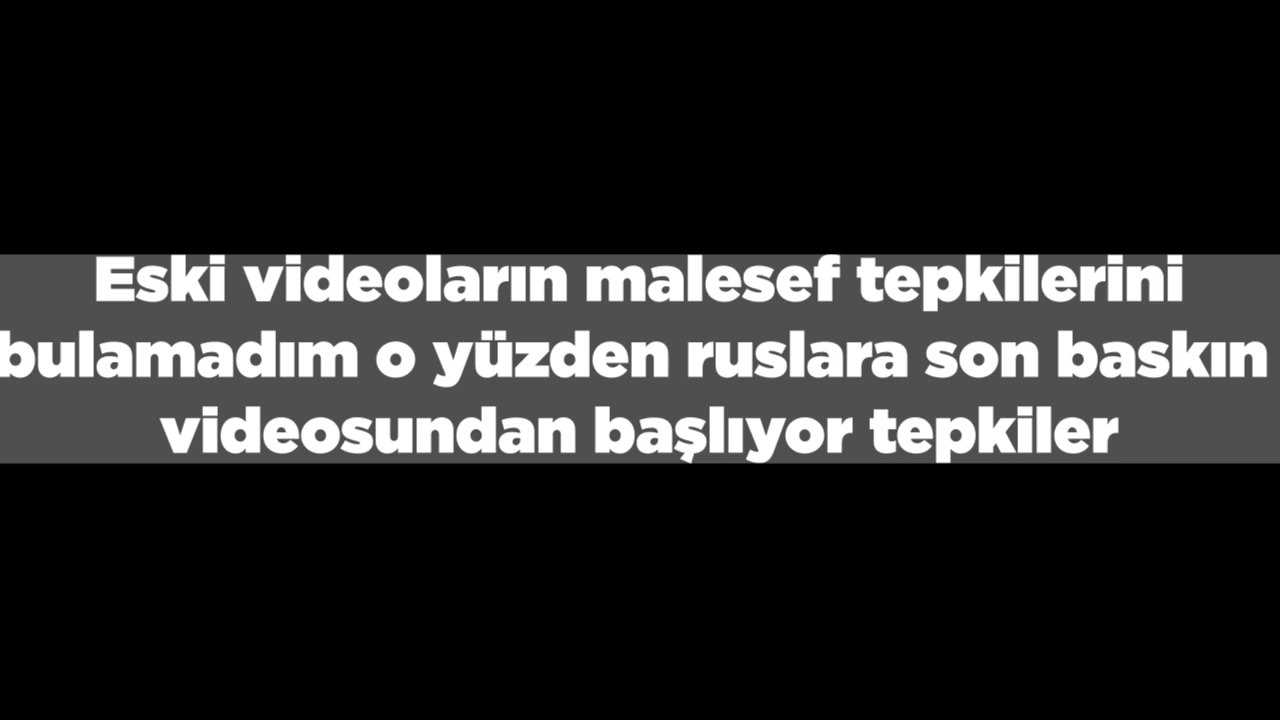 Eski videoların malesef tepkilerini
bulamadım o yüzden ruslara son baskın
videosundan başlıyor tepkiler